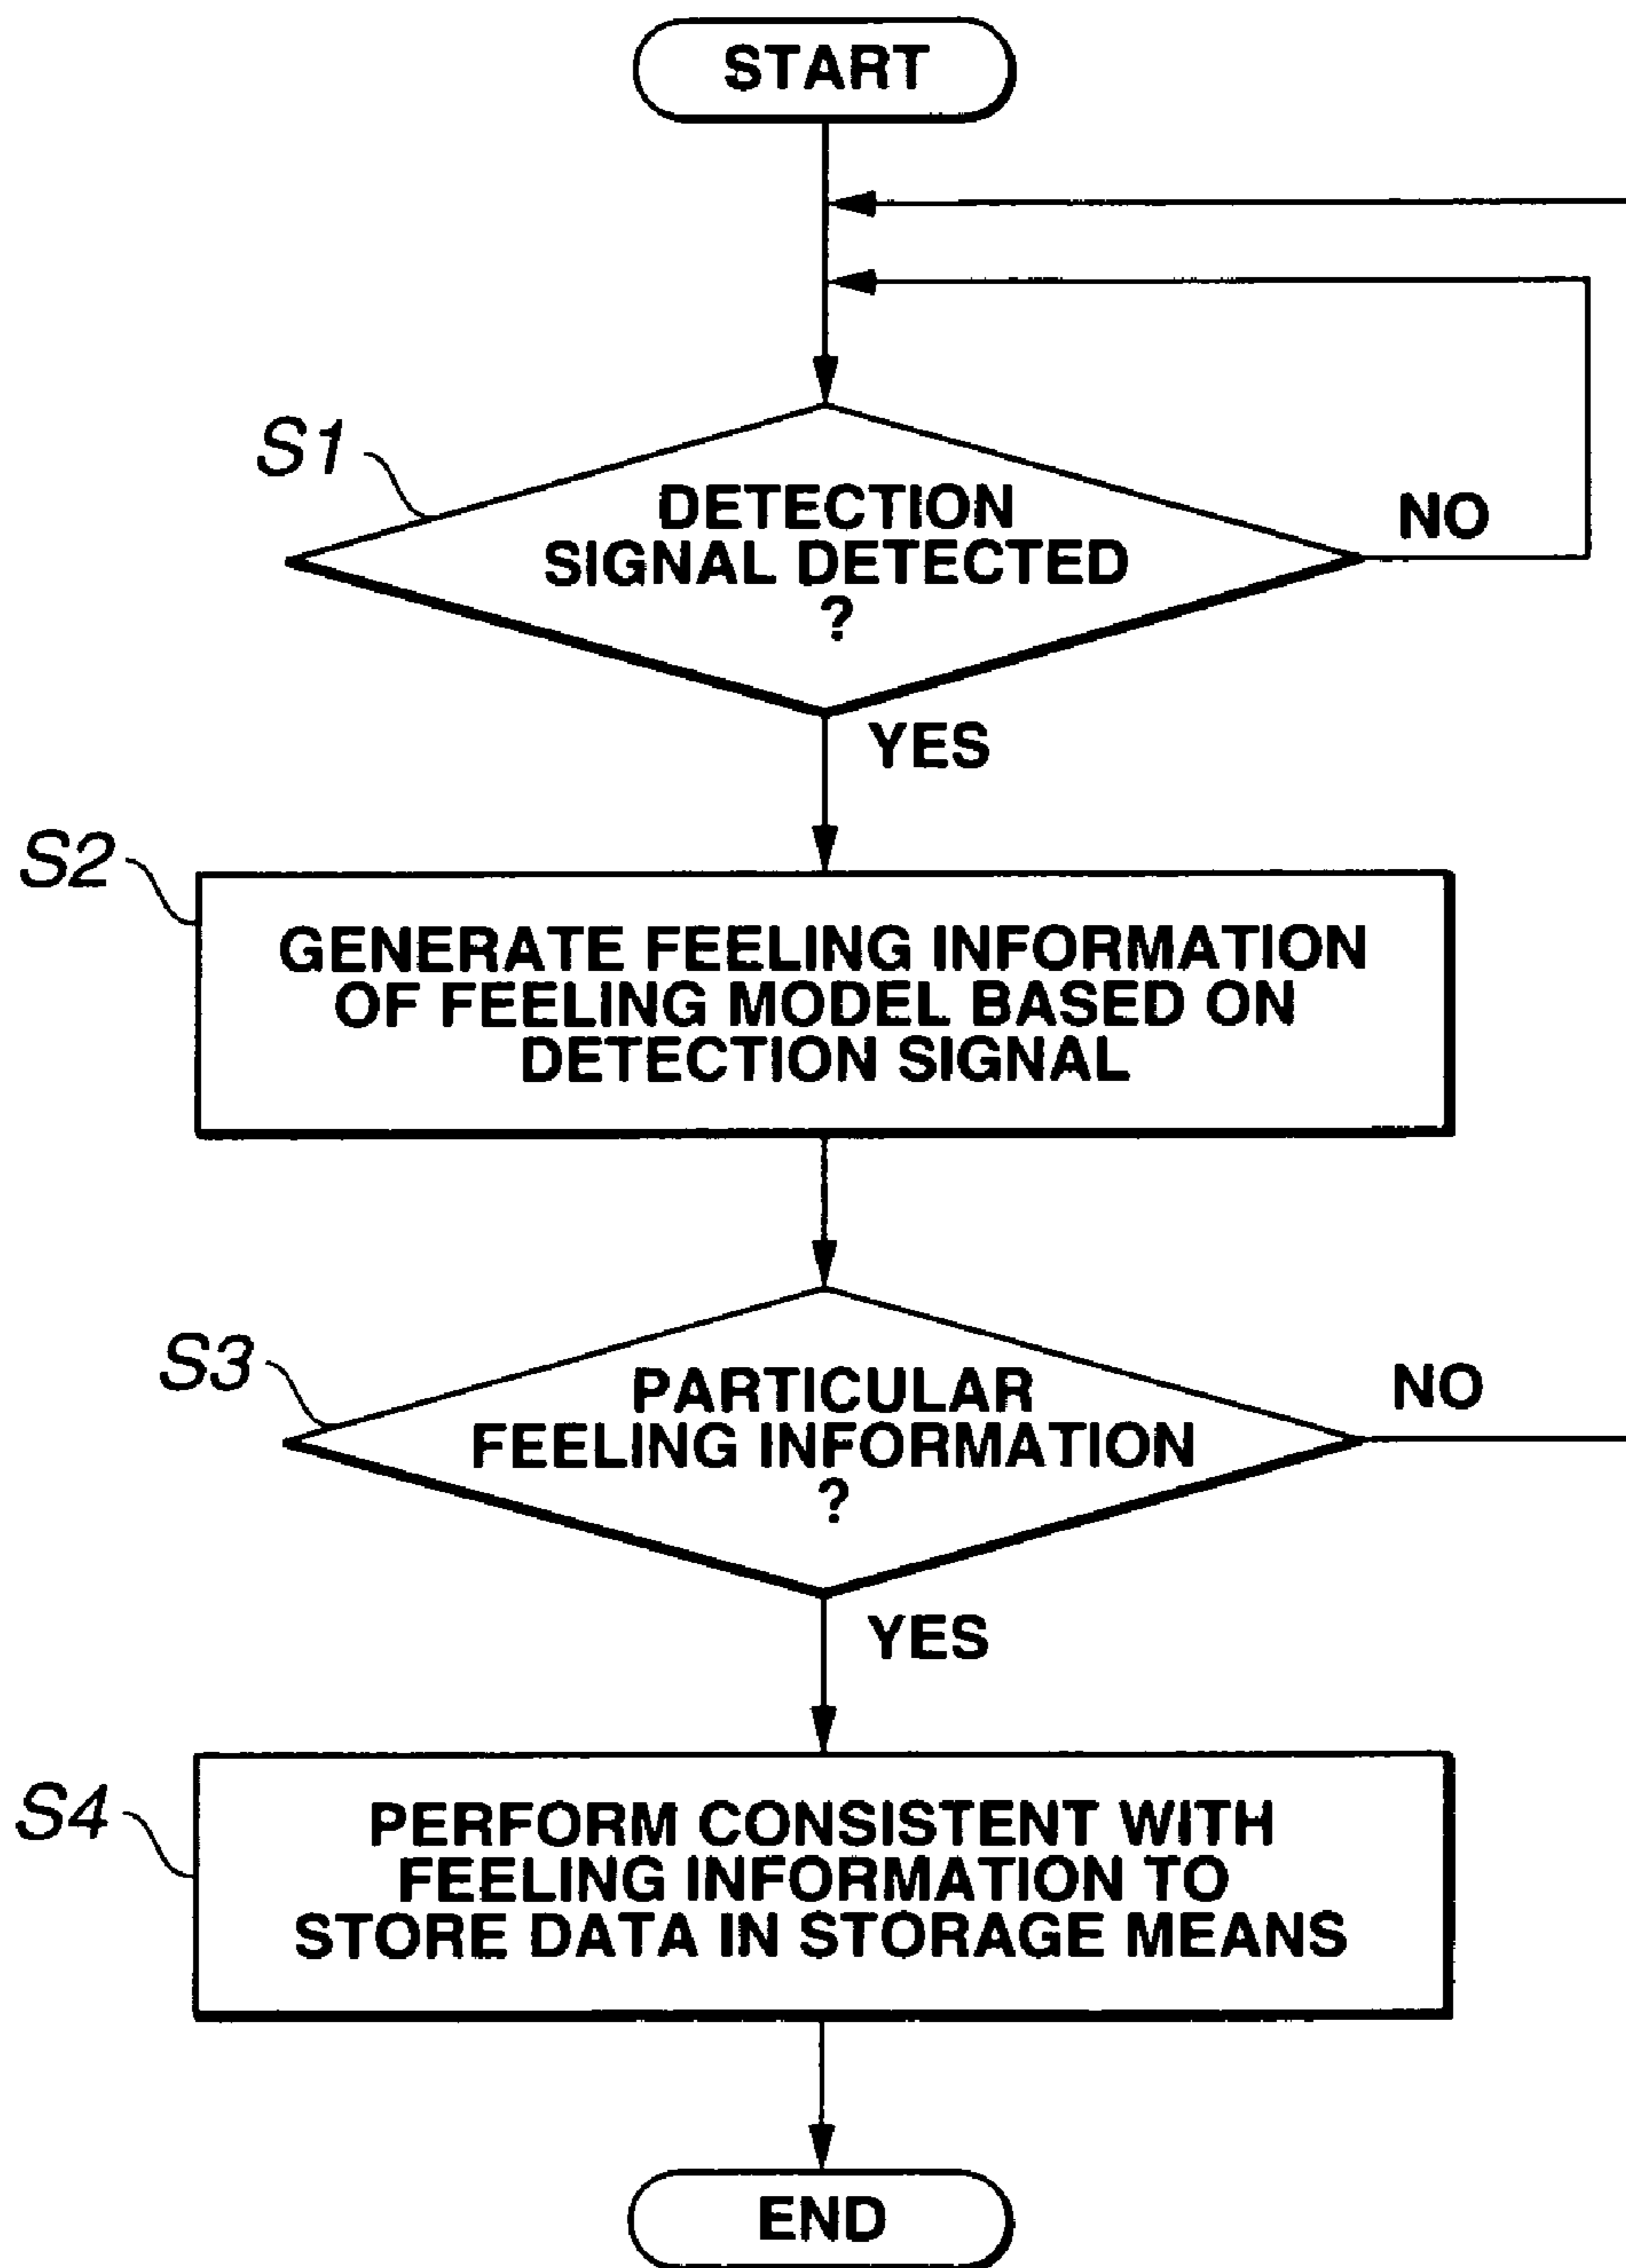 START
S1
DETECTION
SIGNAL DETECTED
?
NO
YES
S2
GENERATE FEELING INFORMATION
OF FEELING MODEL BASED ON
DETECTION SIGNAL
S3
PARTICULAR
FEELING INFORMATION
?
NO
YES
S4
PERFORM CONSISTENT WITH
FEELING INFORMATION TO
STORE DATA IN STORAGE MEANS
END